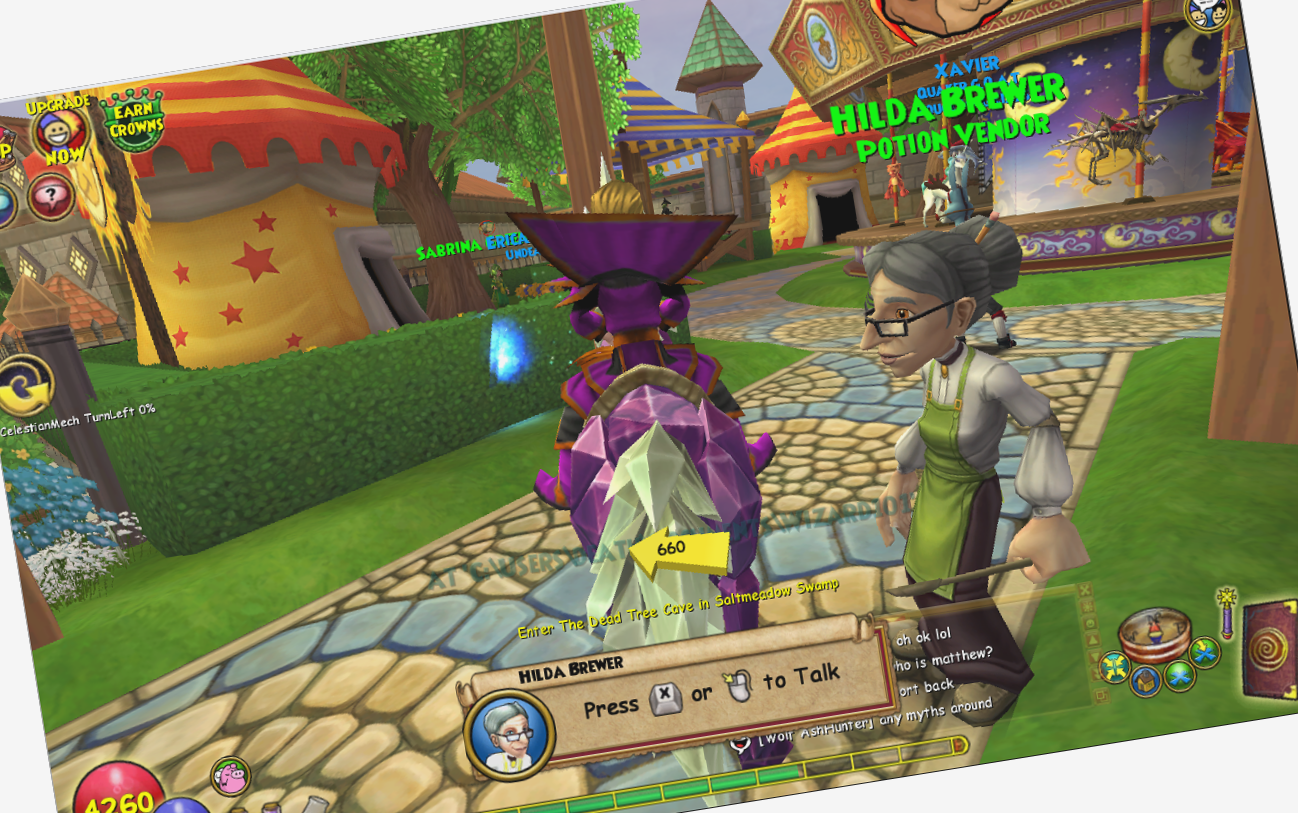 UPGRADE
NOW
EARN
CROWNS
P
?
XAVIER
HILDA BREWER
POTION VENDOR
SABRINA
CelestianMech TurnLeft 0%
660
WIZARD101
Enter The Dead Tree Cave in Saltmeadow Swamp
HILDA BREWER
Press X or to Talk
oh ok lol
ho is matthew?
ort back
[Wolf AshHunter] any myths around
4260